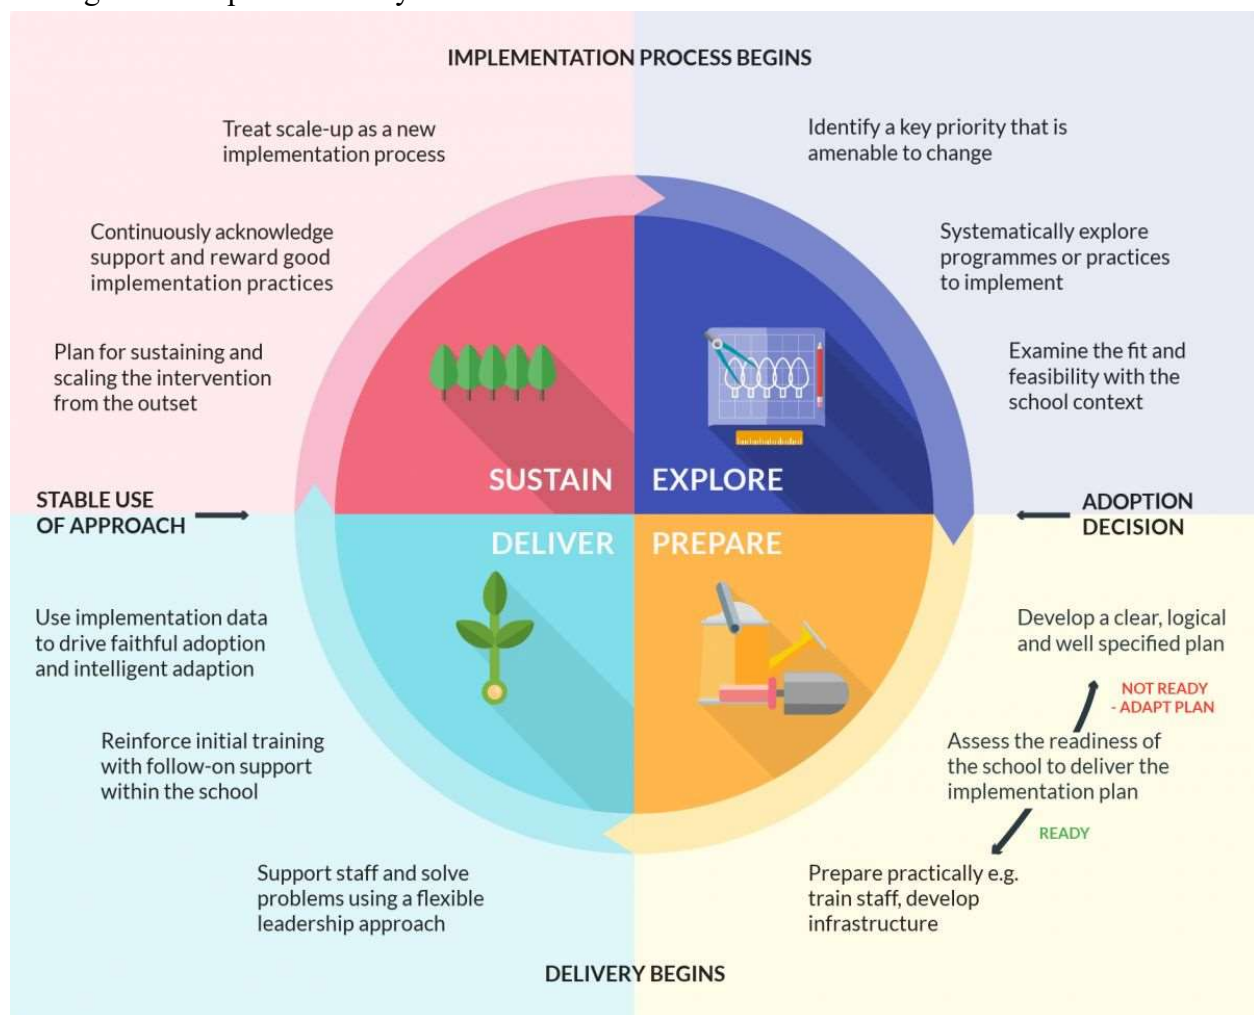 IMPLEMENTATION PROCESS BEGINS
Identify a key priority that is
amenable to change
Systematically explore
programmes or practices
to implement
Examine the fit and
feasibility with the
school context
EXPLORE
ADOPTION
DECISION
PREPARE
Develop a clear, logical
and well specified plan
NOT READY
- ADAPT PLAN
Assess the readiness of
the school to deliver the
implementation plan
READY
Prepare practically e.g.
train staff, develop
infrastructure
DELIVERY BEGINS
DELIVER
Support staff and solve
problems using a flexible
leadership approach
Reinforce initial training
with follow-on support
within the school
Use implementation data
to drive faithful adoption
and intelligent adaption
STABLE USE
OF APPROACH
SUSTAIN
Plan for sustaining and
scaling the intervention
from the outset
Continuously acknowledge
support and reward good
implementation practices
Treat scale-up as a new
implementation process